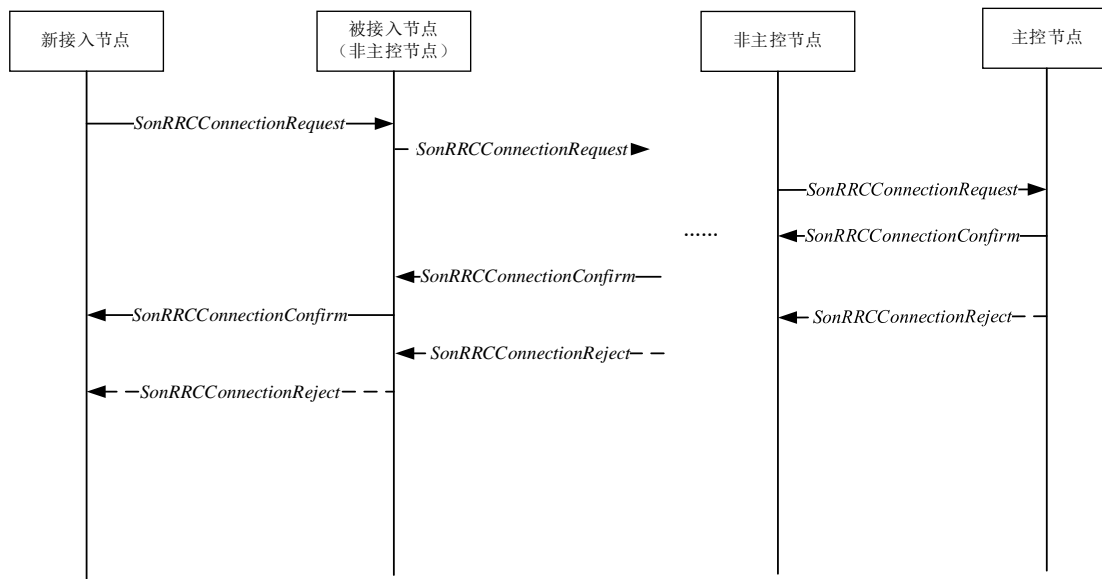 新接入节点
被接入节点
（非主控节点）
非主控节点
主控节点
SonRRCConnectionRequest
SonRRCConnectionRequest
SonRRCConnectionRequest
......
SonRRCConnectionConfirm
SonRRCConnectionConfirm
SonRRCConnectionConfirm
SonRRCConnectionReject
SonRRCConnectionReject
SonRRCConnectionReject